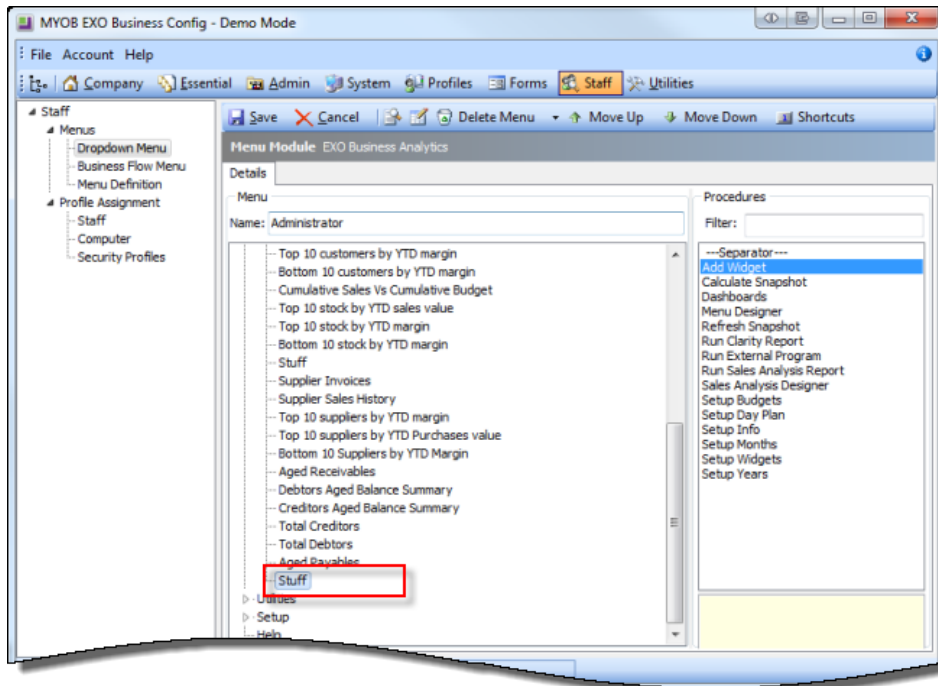 MYOB EXO Business Config - Demo Mode
File Account Help
Company Essential Admin System Profiles Forms Staff Utilities
Staff
Menus
Dropdown Menu
Business Flow Menu
Menu Definition
Profile Assignment
Staff
Computer
Security Profiles
Save Cancel Delete Menu Move Up Move Down Shortcuts
Menu Module EXO Business Analytics
Details
Menu
Name: Administrator
Top 10 customers by YTD margin
Bottom 10 customers by YTD margin
Cumulative Sales Vs Cumulative Budget
Top 10 stock by YTD sales value
Top 10 stock by YTD margin
Bottom 10 stock by YTD margin
Stuff
Supplier Invoices
Supplier Sales History
Top 10 suppliers by YTD margin
Top 10 suppliers by YTD Purchases value
Bottom 10 Suppliers by YTD Margin
Aged Receivables
Debtors Aged Balance Summary
Creditors Aged Balance Summary
Total Creditors
Total Debtors
Aged Payables
Stuff
Utilities
Setup
Help
Procedures
Filter:
---Separator---
Add Widget
Calculate Snapshot
Dashboards
Menu Designer
Refresh Snapshot
Run Clarity Report
Run External Program
Run Sales Analysis Report
Sales Analysis Designer
Setup Budgets
Setup Day Plan
Setup Info
Setup Months
Setup Widgets
Setup Years